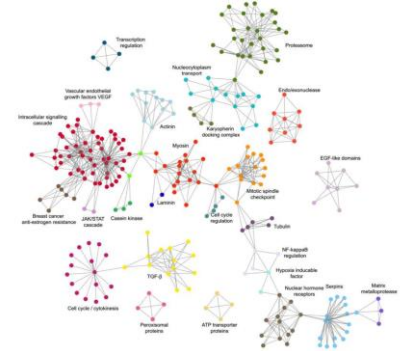 Transcription
regulation
Proteasome
Nucleocytoplasm
transport
Vascular endothelial
growth factors VEGF
Endulesonuclease
Intracellular signalling
cascade
Actinin
Karyopherin
docking complex
Myosin
EGF-like domains
Mitotic spindle
checkpoint
Laminin
Breast cancer
anti-estrogen resistance
JAK/STAT
cascade
Casein kinase
Cell cycle
regulation
Tubulin
NF-kappaB
regulation
TGF-β
Hypoxia inducable
factor
Nuclear hormone
receptors
Serpins
Matrix
metalloprotease
Cell cycle / cytokinesis
Peroxisomal
proteins
ATP transporter
proteins